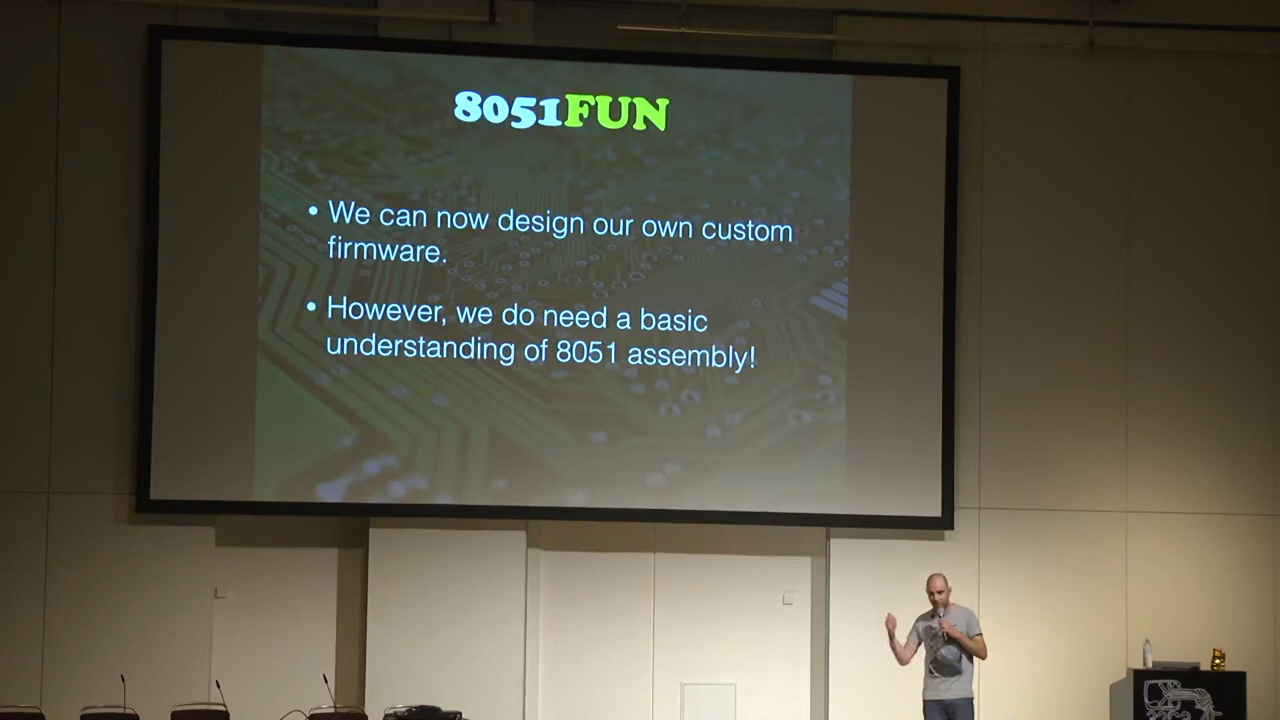 8051FUN
• We can now design our own custom
firmware.
• However, we do need a basic
understanding of 8051 assembly!